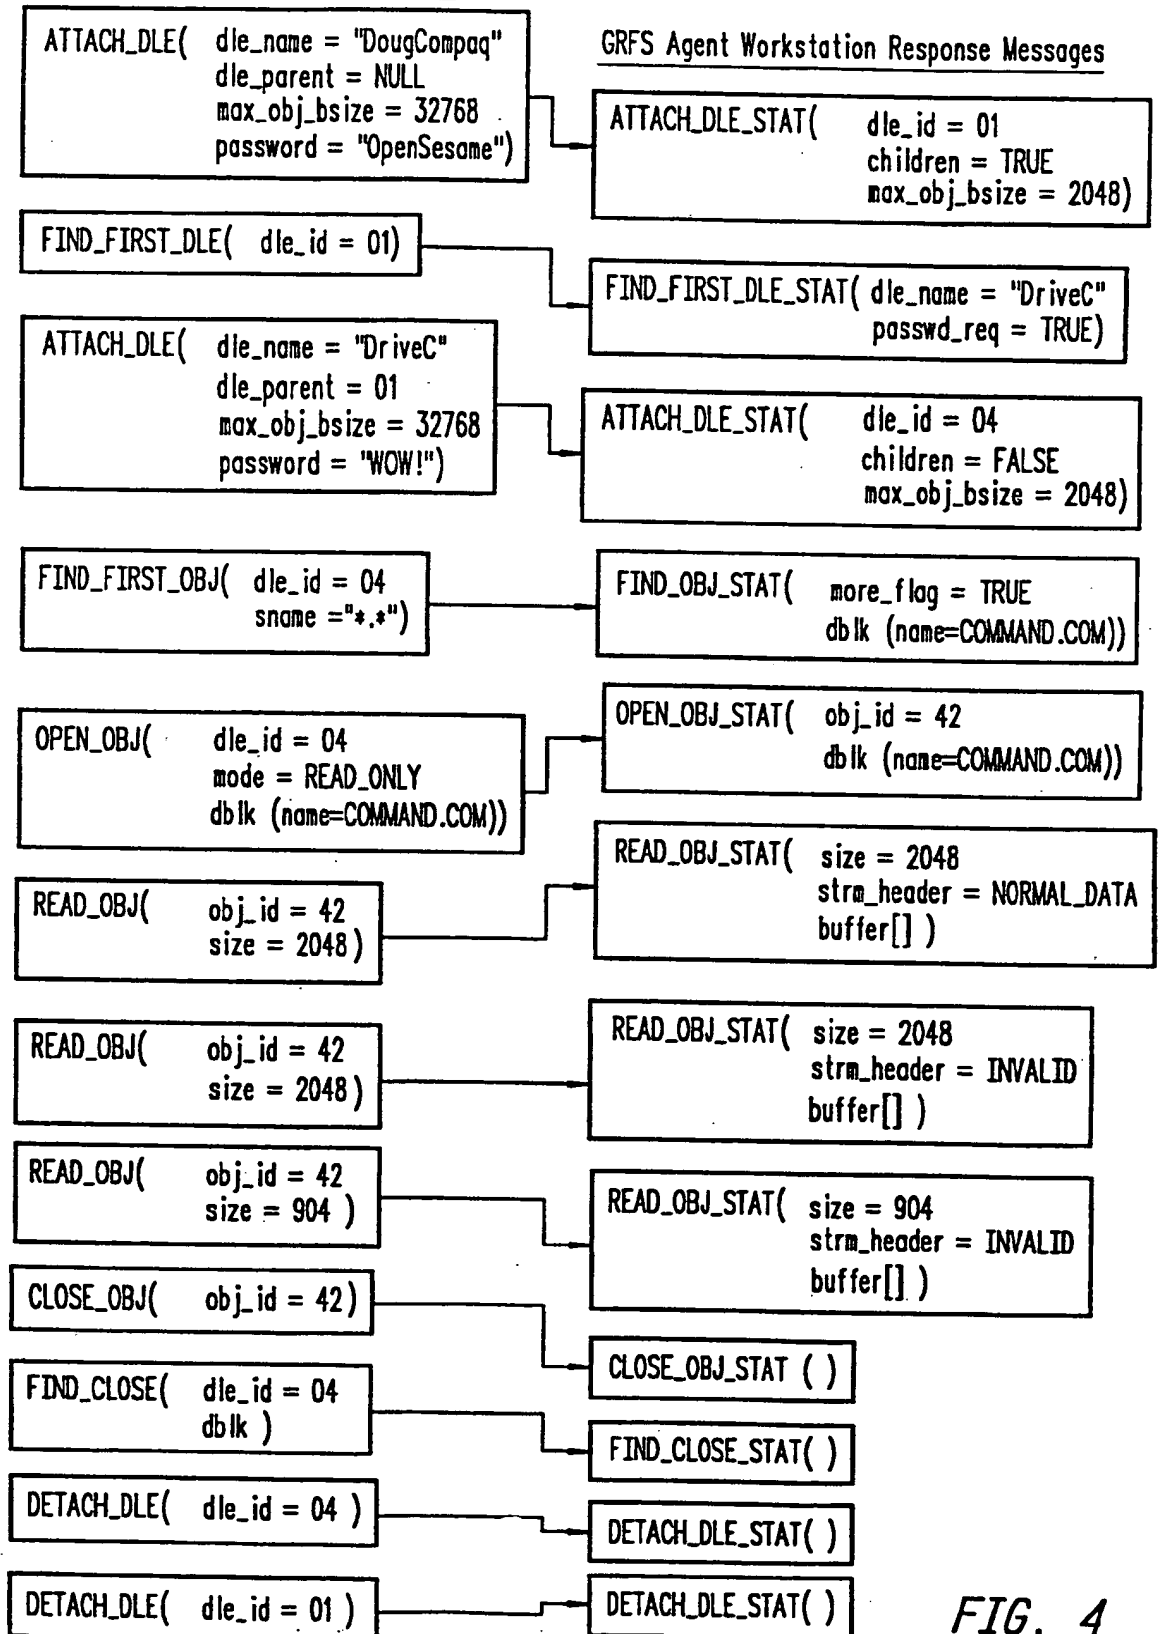 GRFS Agent Workstation Response Messages
ATTACH_DLE( dle_name = "DougCompaq"
dle_parent = NULL
max_obj_bsize = 32768
password = "OpenSesame")
ATTACH_DLE_STAT( dle_id = 01
children = TRUE
max_obj_bsize = 2048)
FIND_FIRST_DLE( dle_id = 01)
FIND_FIRST_DLE_STAT( dle_name = "DriveC"
passwd_req = TRUE)
ATTACH_DLE( dle_name = "DriveC"
dle_parent = 01
max_obj_bsize = 32768
password = "WOW!")
ATTACH_DLE_STAT( dle_id = 04
children = FALSE
max_obj_bsize = 2048)
FIND_FIRST_OBJ( dle_id = 04
sname ="*.*")
FIND_OBJ_STAT( more_flag = TRUE
dblk (name=COMMAND.COM))
OPEN_OBJ( dle_id = 04
mode = READ_ONLY
dblk (name=COMMAND.COM))
OPEN_OBJ_STAT( obj_id = 42
dblk (name=COMMAND.COM))
READ_OBJ( obj_id = 42
size = 2048)
READ_OBJ_STAT( size = 2048
strm_header = NORMAL_DATA
buffer[] )
READ_OBJ( obj_id = 42
size = 2048)
READ_OBJ_STAT( size = 2048
strm_header = INVALID
buffer[] )
READ_OBJ( obj_id = 42
size = 904 )
READ_OBJ_STAT( size = 904
strm_header = INVALID
buffer[] )
CLOSE_OBJ( obj_id = 42)
CLOSE_OBJ_STAT ( )
FIND_CLOSE( dle_id = 04
dblk )
FIND_CLOSE_STAT( )
DETACH_DLE( dle_id = 04 )
DETACH_DLE_STAT( )
DETACH_DLE( dle_id = 01 )
DETACH_DLE_STAT( )
FIG. 4